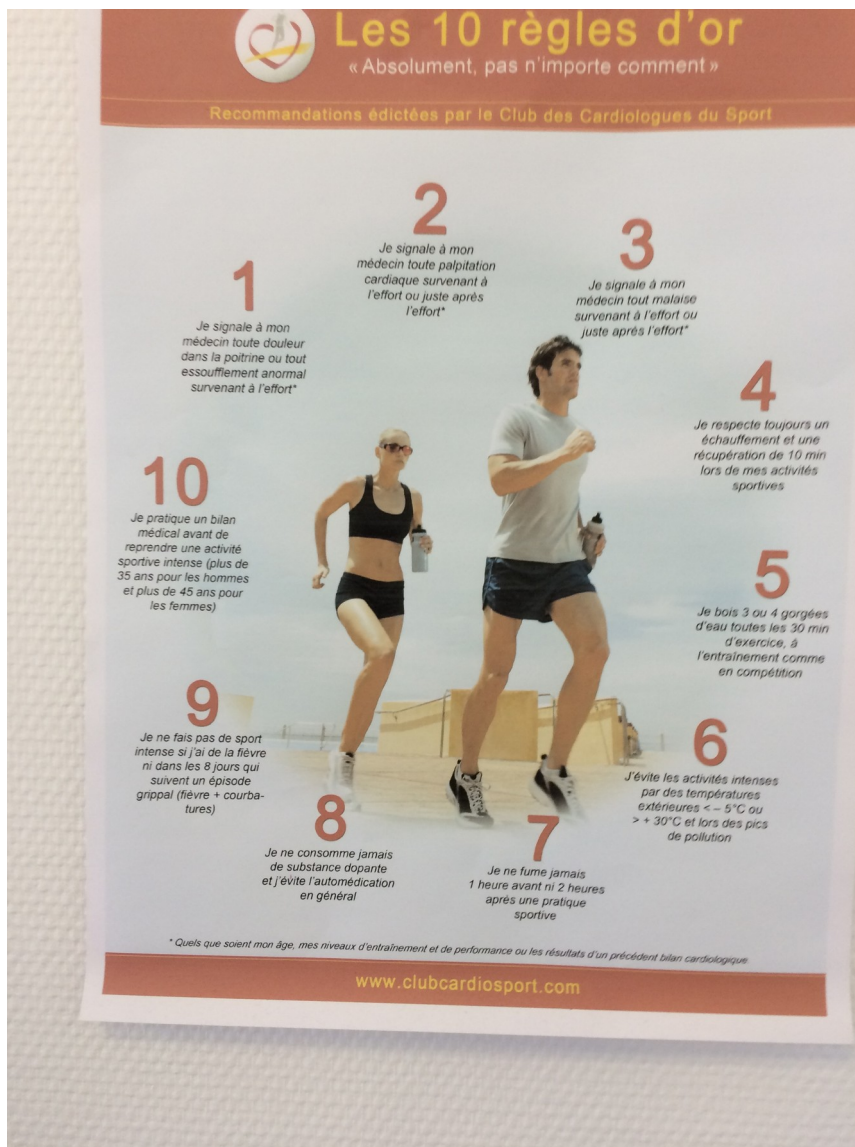 Les 10 règles d'or
« Absolument, pas n'importe comment »
Recommandations édictées par le Club des Cardiologues du Sport
1
Je signale à mon
médecin toute douleur
dans la poitrine ou tout
essoufflement anormal
survenant à l'effort*
2
Je signale à mon
médecin toute palpitation
cardiaque survenant à
l'effort ou juste après
l'effort*
3
Je signale à mon
médecin tout malaise
survenant à l'effort ou
juste après l'effort*
4
Je respecte toujours un
échauffement et une
récupération de 10 min
lors de mes activités
sportives
5
Je bois 3 ou 4 gorgées
d'eau toutes les 30 min
d'exercice, à
l'entraînement comme
en compétition
6
J'évite les activités intenses
par des températures
extérieures < – 5°C ou
> + 30°C et lors des pics
de pollution
7
Je ne fume jamais
1 heure avant ni 2 heures
après une pratique
sportive
8
Je ne consomme jamais
de substance dopante
et j'évite l'automédication
en général
9
Je ne fais pas de sport
intense si j'ai de la fièvre
ni dans les 8 jours qui
suivent un épisode
grippal (fièvre + courba-
tures)
10
Je pratique un bilan
médical avant de
reprendre une activité
sportive intense (plus de
35 ans pour les hommes
et plus de 45 ans pour
les femmes)
* Quels que soient mon âge, mes niveaux d'entraînement et de performance ou les résultats d'un précédent bilan cardiologique.
www.clubcardiosport.com